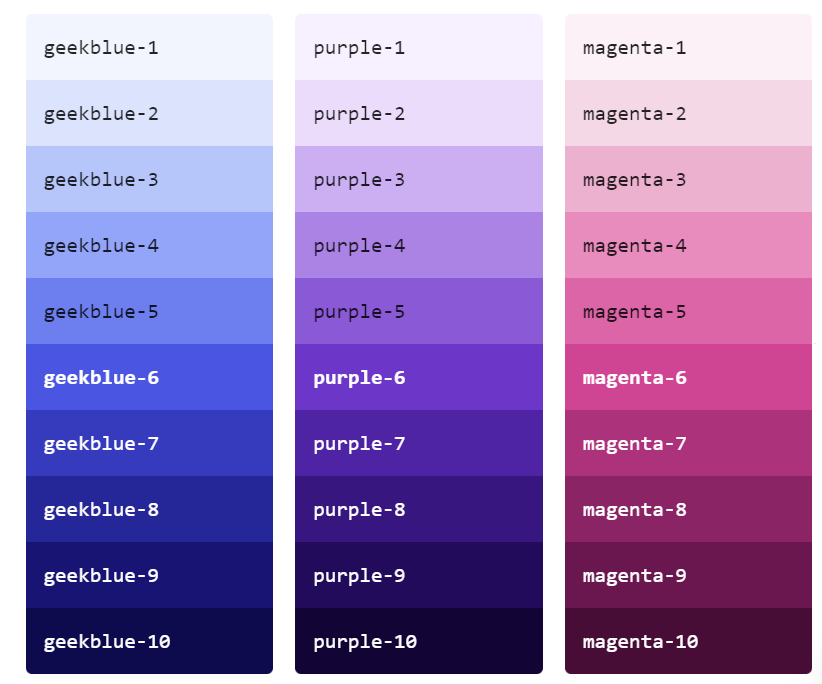 geekblue-1
geekblue-2
geekblue-3
geekblue-4
geekblue-5
geekblue-6
geekblue-7
geekblue-8
geekblue-9
geekblue-10
purple-1
purple-2
purple-3
purple-4
purple-5
purple-6
purple-7
purple-8
purple-9
purple-10
magenta-1
magenta-2
magenta-3
magenta-4
magenta-5
magenta-6
magenta-7
magenta-8
magenta-9
magenta-10